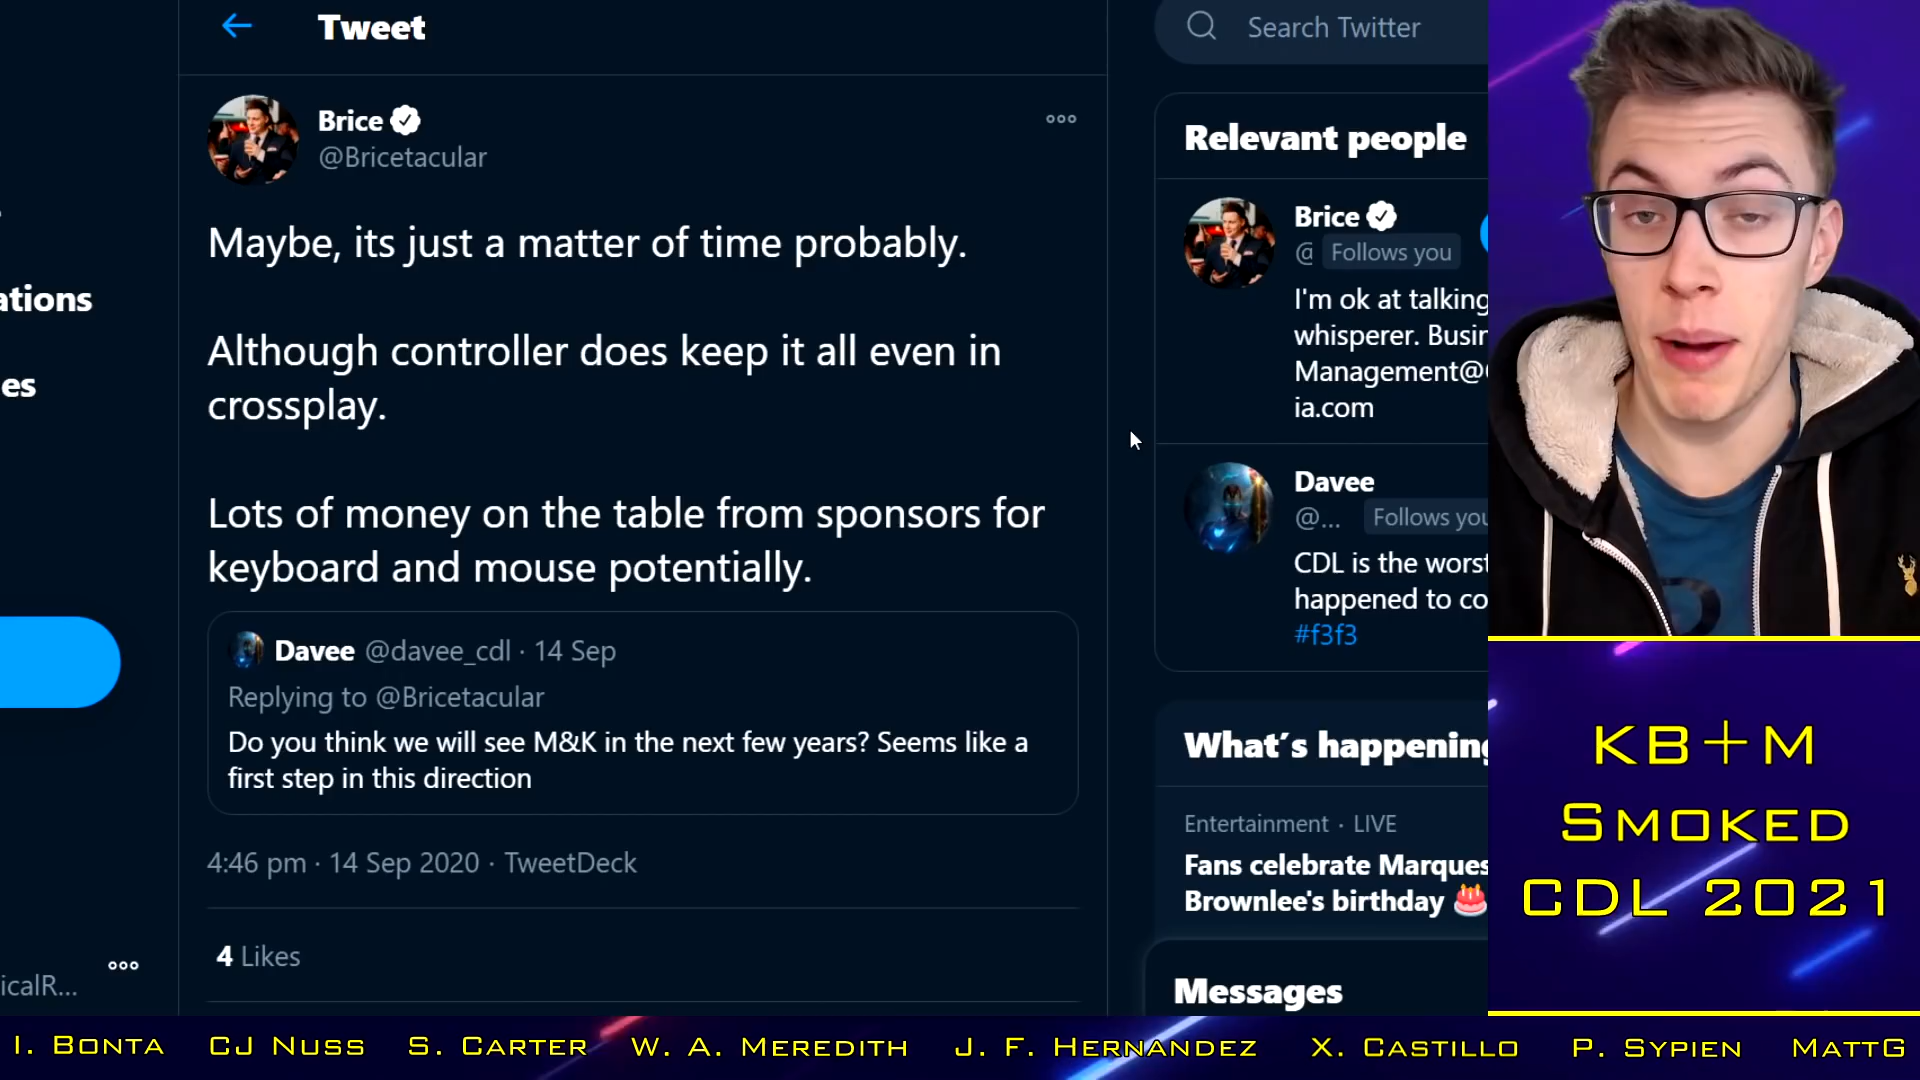 Tweet
Search Twitter
Brice
@Bricetacular
Maybe, its just a matter of time probably.
Although controller does keep it all even in
crossplay.
Lots of money on the table from sponsors for
keyboard and mouse potentially.
Davee @davee_cdl · 14 Sep
Replying to @Bricetacular
Do you think we will see M&K in the next few years? Seems like a
first step in this direction
4:46 pm · 14 Sep 2020 · TweetDeck
4 Likes
ations
es
icalR...
Relevant people
Brice
@ Follows you
I'm ok at talking
whisperer. Busin
Management@
ia.com
Davee
@... Follows you
CDL is the worst
happened to co
#f3f3
What's happening
Entertainment · LIVE
Fans celebrate Marques
Brownlee's birthday 🎂
Messages
KB+M
Smoked
CDL 2021
I. Bonta CJ Nuss S. Carter W. A. Meredith J. F. Hernandez X. Castillo P. Sypien MattG